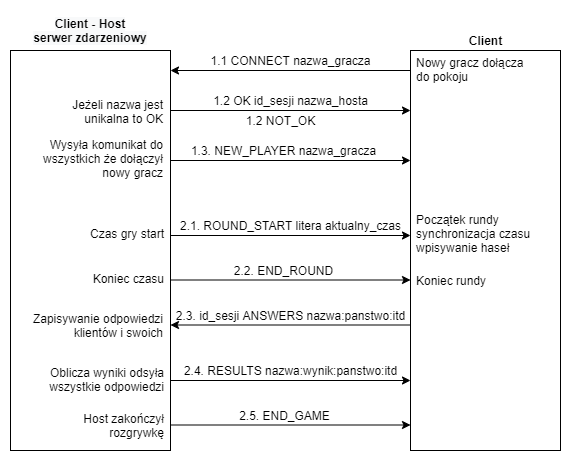 Client - Host
serwer zdarzeniowy
Client
1.1 CONNECT nazwa_gracza
Nowy gracz dołącza
do pokoju
Jeżeli nazwa jest
unikalna to OK
1.2 OK id_sesji nazwa_hosta
1.2 NOT_OK
Wysyła komunikat do
wszystkich że dołączył
nowy gracz
1.3. NEW_PLAYER nazwa_gracza
Czas gry start
2.1. ROUND_START litera aktualny_czas
Początek rundy
synchronizacja czasu
wpisywanie haseł
Koniec czasu
2.2. END_ROUND
Koniec rundy
Zapisywanie odpowiedzi
klientów i swoich
2.3. id_sesji ANSWERS nazwa:panstwo:itd
Oblicza wyniki odsyła
wszystkie odpowiedzi
2.4. RESULTS nazwa:wynik:panstwo:itd
Host zakończył
rozgrywkę
2.5. END_GAME